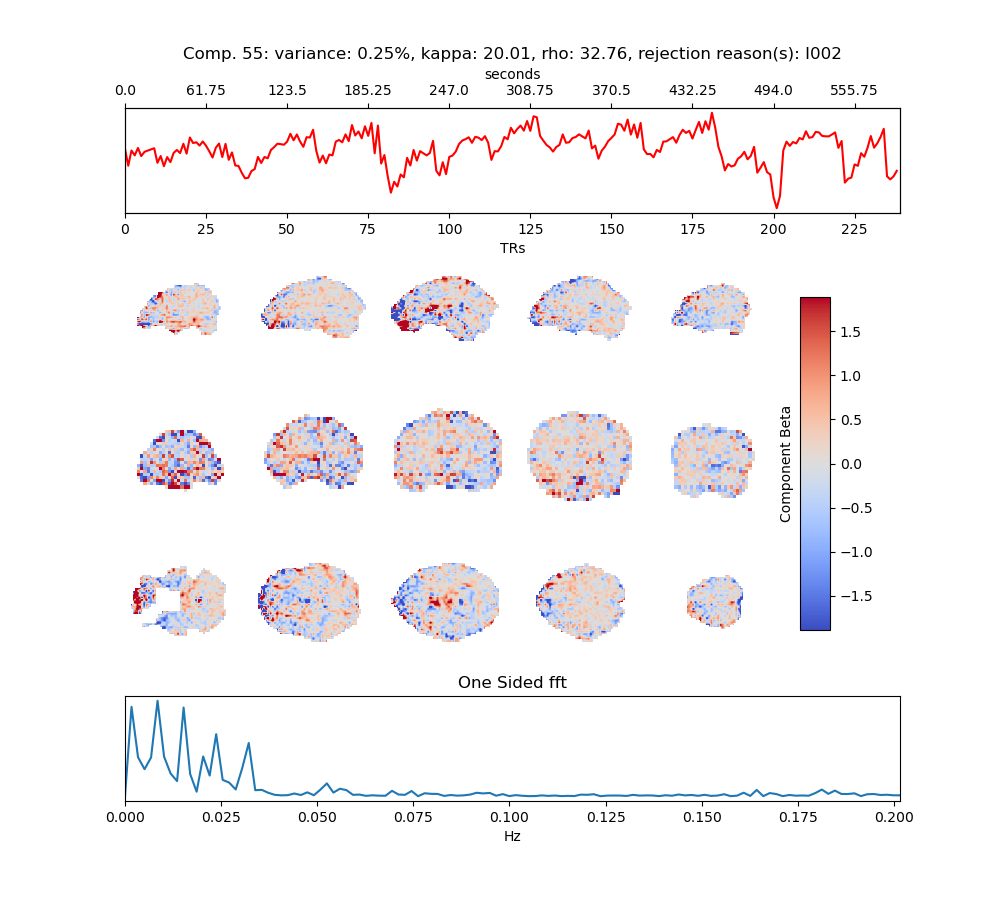 Comp. 55: variance: 0.25%, kappa: 20.01, rho: 32.76, rejection reason(s): I002
seconds
0.0 61.75 123.5 185.25 247.0 308.75 370.5 432.25 494.0 555.75
0 25 50 75 100 125 150 175 200 225
TRs
1.5
1.0
0.5
0.0
−0.5
−1.0
−1.5
Component Beta
One Sided fft
0.000 0.025 0.050 0.075 0.100 0.125 0.150 0.175 0.200
Hz